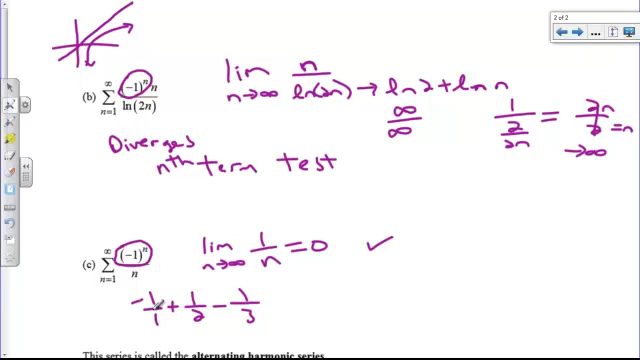 2 of 2
(b) ∑_{n=1}^{∞} (-1)^n n / ln(2n)
lim n→∞ n / ln(2n) → ln 2 + ln n
∞/∞
1 / (2/2n) = 2n/2 = n
→∞
Diverges
nth term test
(c) ∑_{n=1}^{∞} (-1)^n / n
lim n→∞ 1/n = 0 ✓
-1/1 + 1/2 - 1/3
This series is called the alternating harmonic series